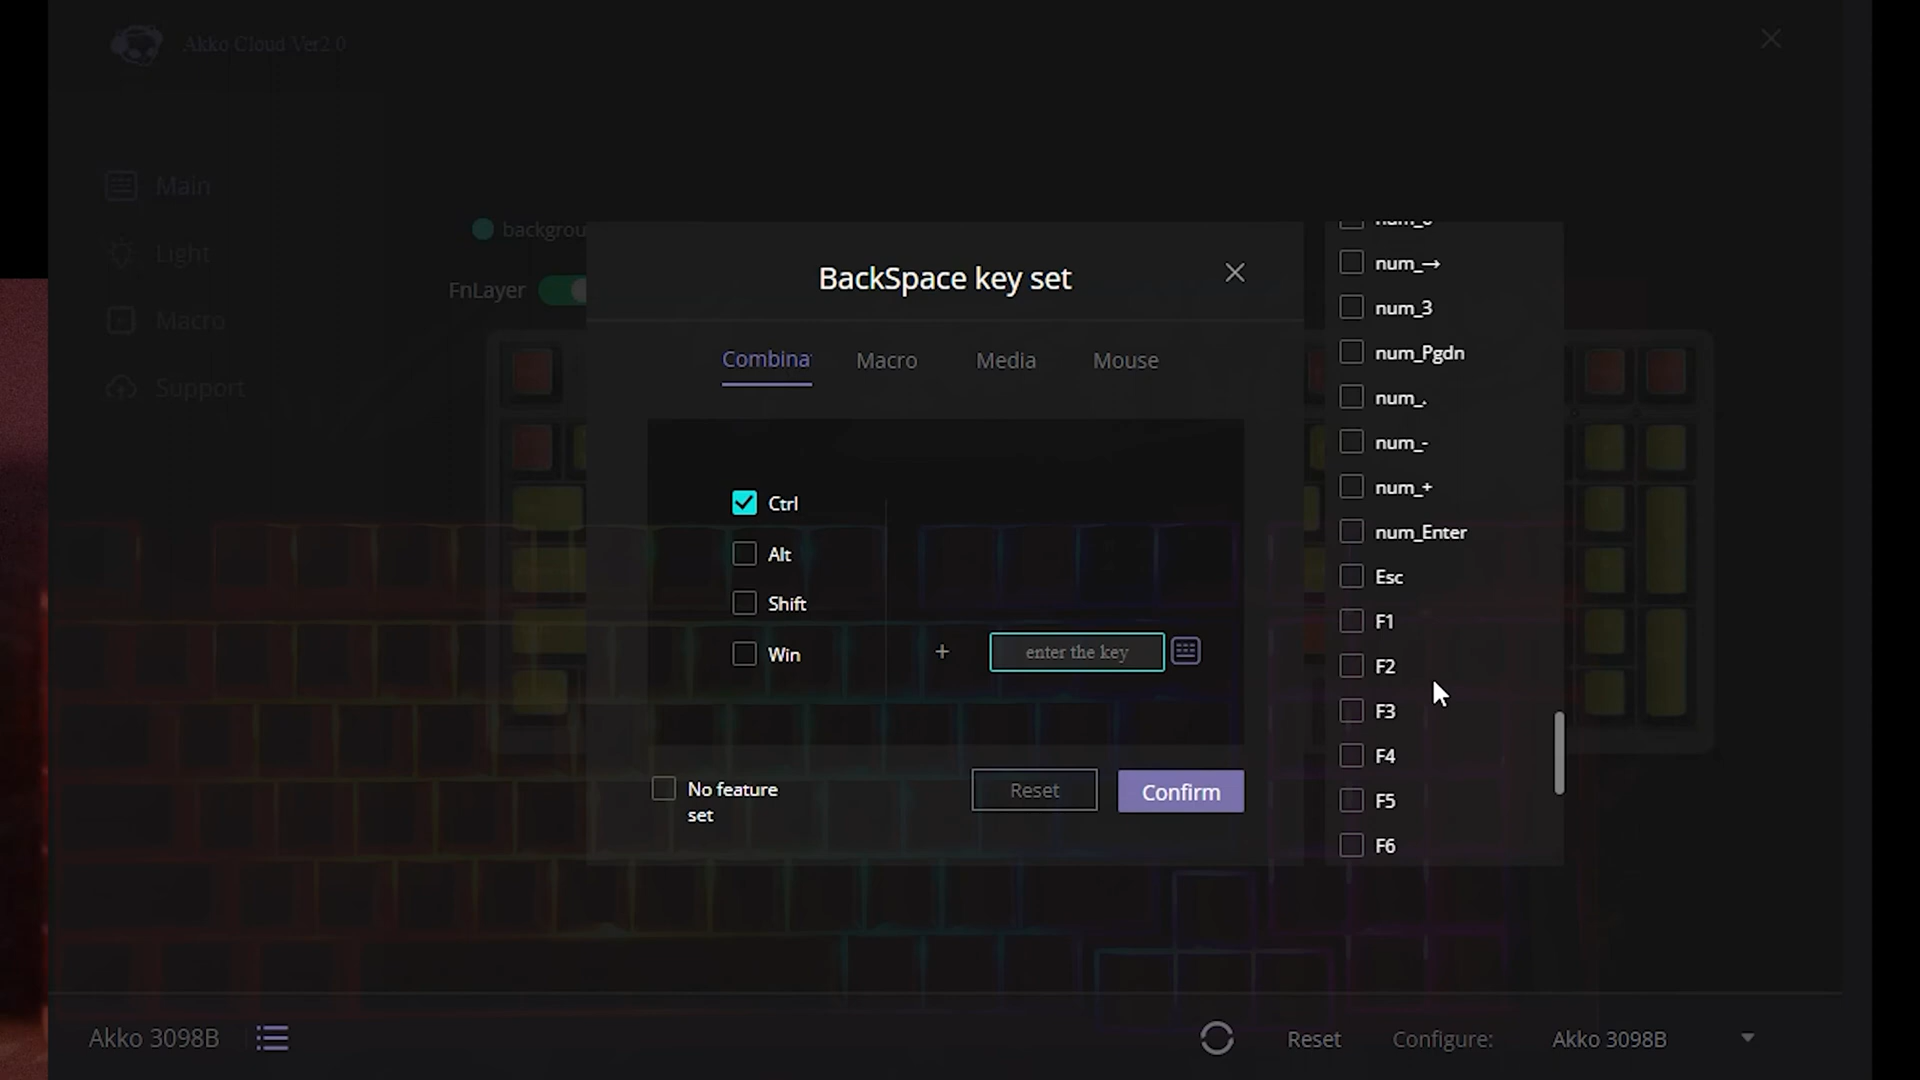 Akko Cloud Ver2.0
Main
Light
Macro
Support
backgrou
FnLayer
BackSpace key set
Combina
Macro
Media
Mouse
Ctrl
Alt
Shift
Win
+
enter the key
No feature
set
Reset
Confirm
num_→
num_3
num_Pgdn
num_.
num_-
num_+
num_Enter
Esc
F1
F2
F3
F4
F5
F6
Akko 3098B
Reset
Configure:
Akko 3098B